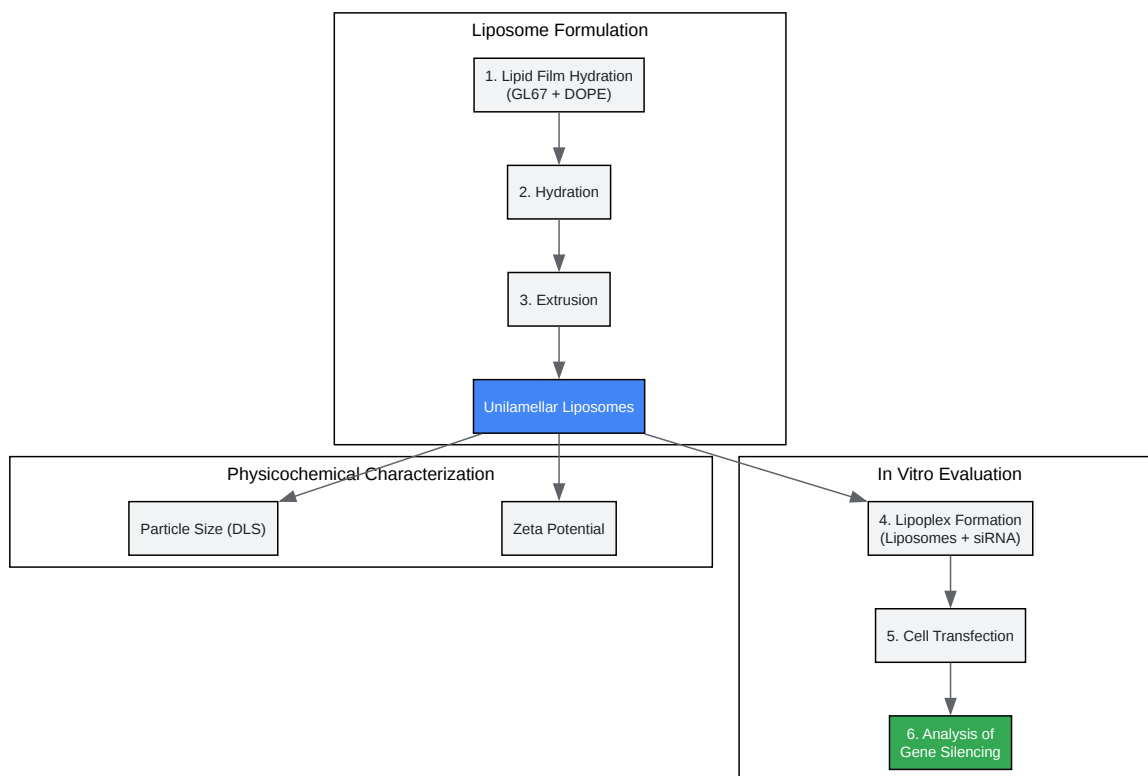 Liposome Formulation
1. Lipid Film Hydration
(GL67 + DOPE)
2. Hydration
3. Extrusion
Unilamellar Liposomes
Physicochemical Characterization
Particle Size (DLS)
Zeta Potential
In Vitro Evaluation
4. Lipoplex Formation
(Liposomes + siRNA)
5. Cell Transfection
6. Analysis of
Gene Silencing